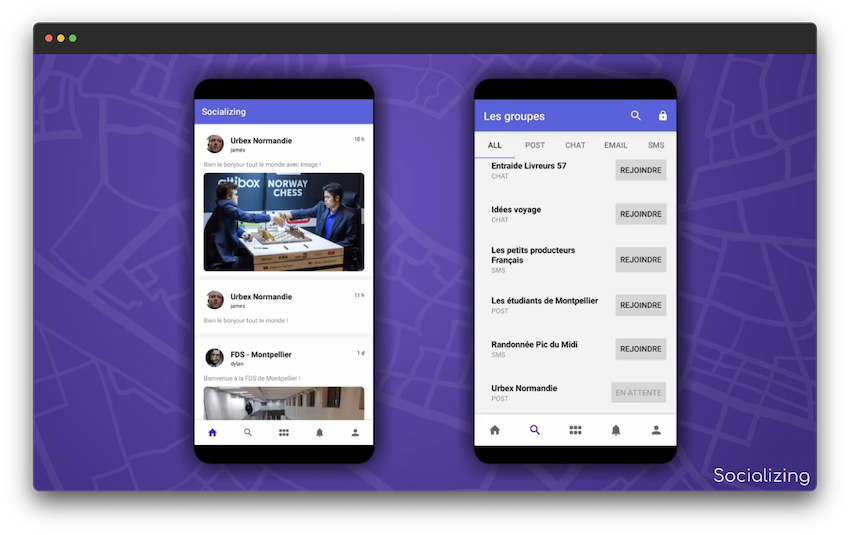 Socializing
Urbex Normandie
10 h
james
Bien le bonjour tout le monde avec Image !
altibox
NORWAY
CHESS
Urbex Normandie
11 h
james
Bien le bonjour tout le monde !
FDS - Montpellier
1 d
dylan
Bienvenue à la FDS de Montpellier !
Les groupes
ALL POST CHAT EMAIL SMS
Entraide Livreurs 57
CHAT
REJOINDRE
Idées voyage
CHAT
REJOINDRE
Les petits producteurs
Français
SMS
REJOINDRE
Les étudiants de Montpellier
POST
REJOINDRE
Randonnée Pic du Midi
SMS
REJOINDRE
Urbex Normandie
POST
EN ATTENTE
Socializing